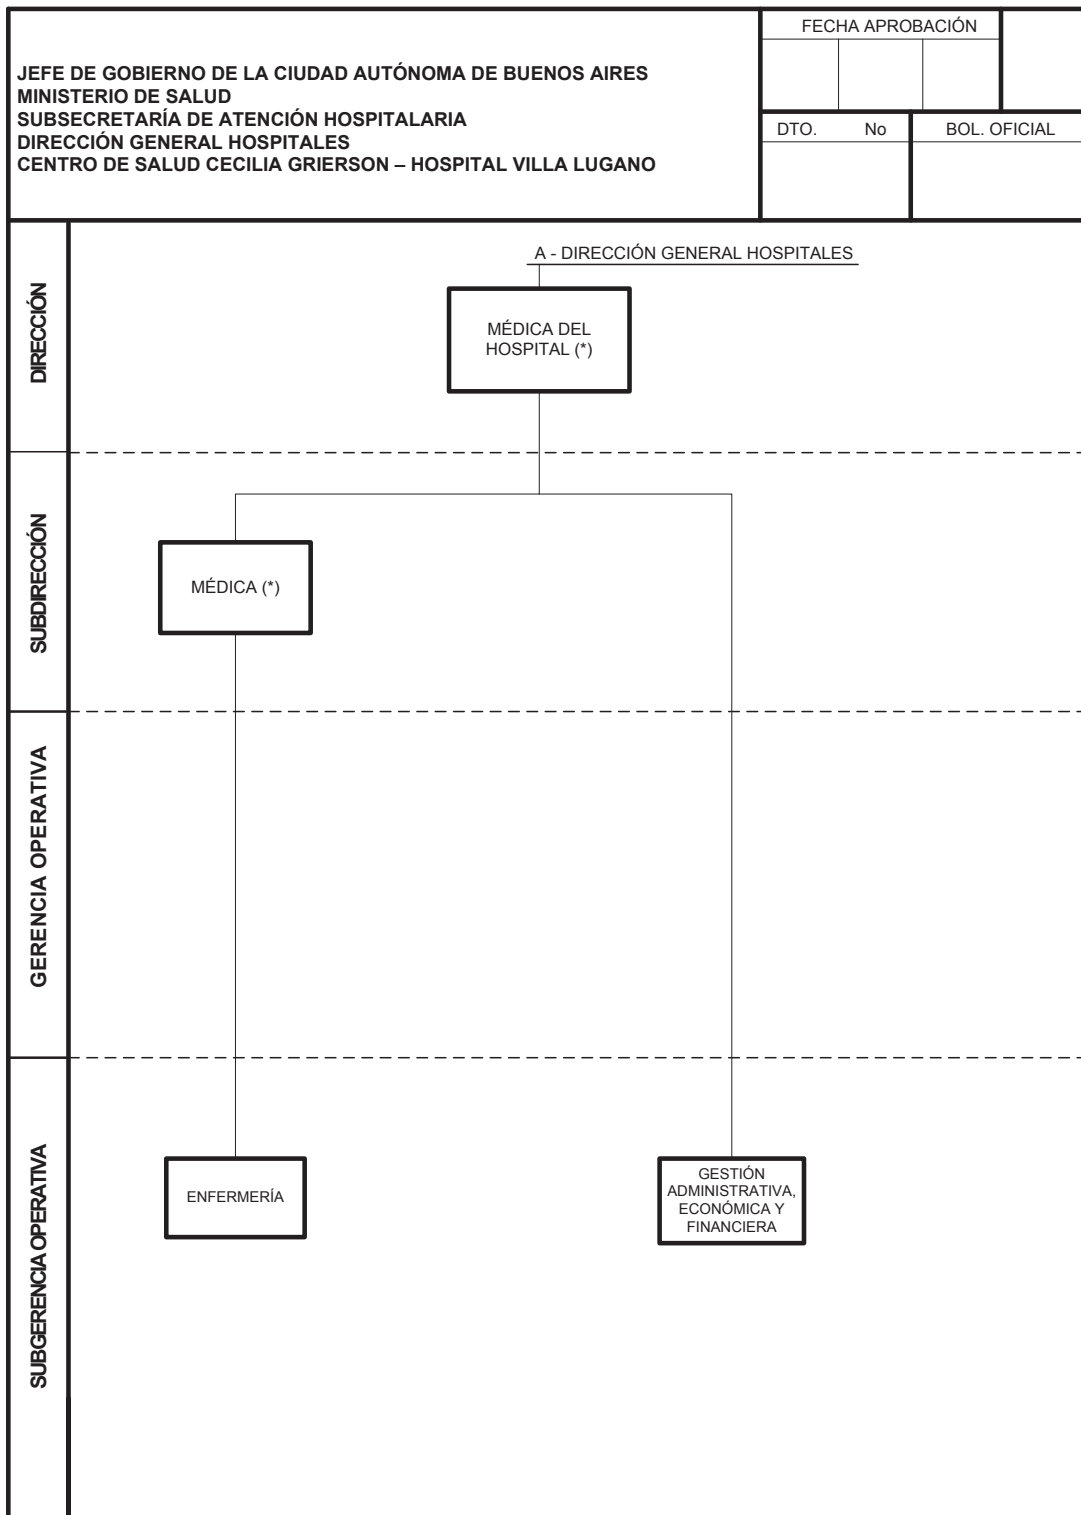 JEFE DE GOBIERNO DE LA CIUDAD AUTÓNOMA DE BUENOS AIRES
MINISTERIO DE SALUD
SUBSECRETARÍA DE ATENCIÓN HOSPITALARIA
DIRECCIÓN GENERAL HOSPITALES
CENTRO DE SALUD CECILIA GRIERSON – HOSPITAL VILLA LUGANO
FECHA APROBACIÓN
DTO. No
BOL. OFICIAL
DIRECCIÓN
A - DIRECCIÓN GENERAL HOSPITALES
MÉDICA DEL
HOSPITAL (*)
SUBDIRECCIÓN
MÉDICA (*)
GERENCIA OPERATIVA
SUBGERENCIA OPERATIVA
ENFERMERÍA
GESTIÓN
ADMINISTRATIVA,
ECONÓMICA Y
FINANCIERA